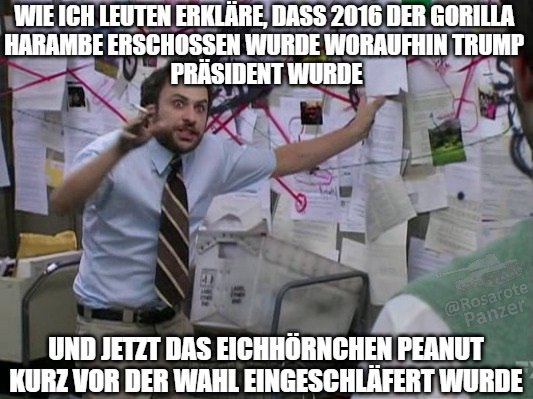 WIE ICH LEUTEN ERKLÄRE, DASS 2016 DER GORILLA
HARAMBE ERSCHOSSEN WURDE WORAUFHIN TRUMP
PRÄSIDENT WURDE
@Rosarote
Panzer
UND JETZT DAS EICHHÖRNCHEN PEANUT
KURZ VOR DER WAHL EINGESCHLÄFERT WURDE